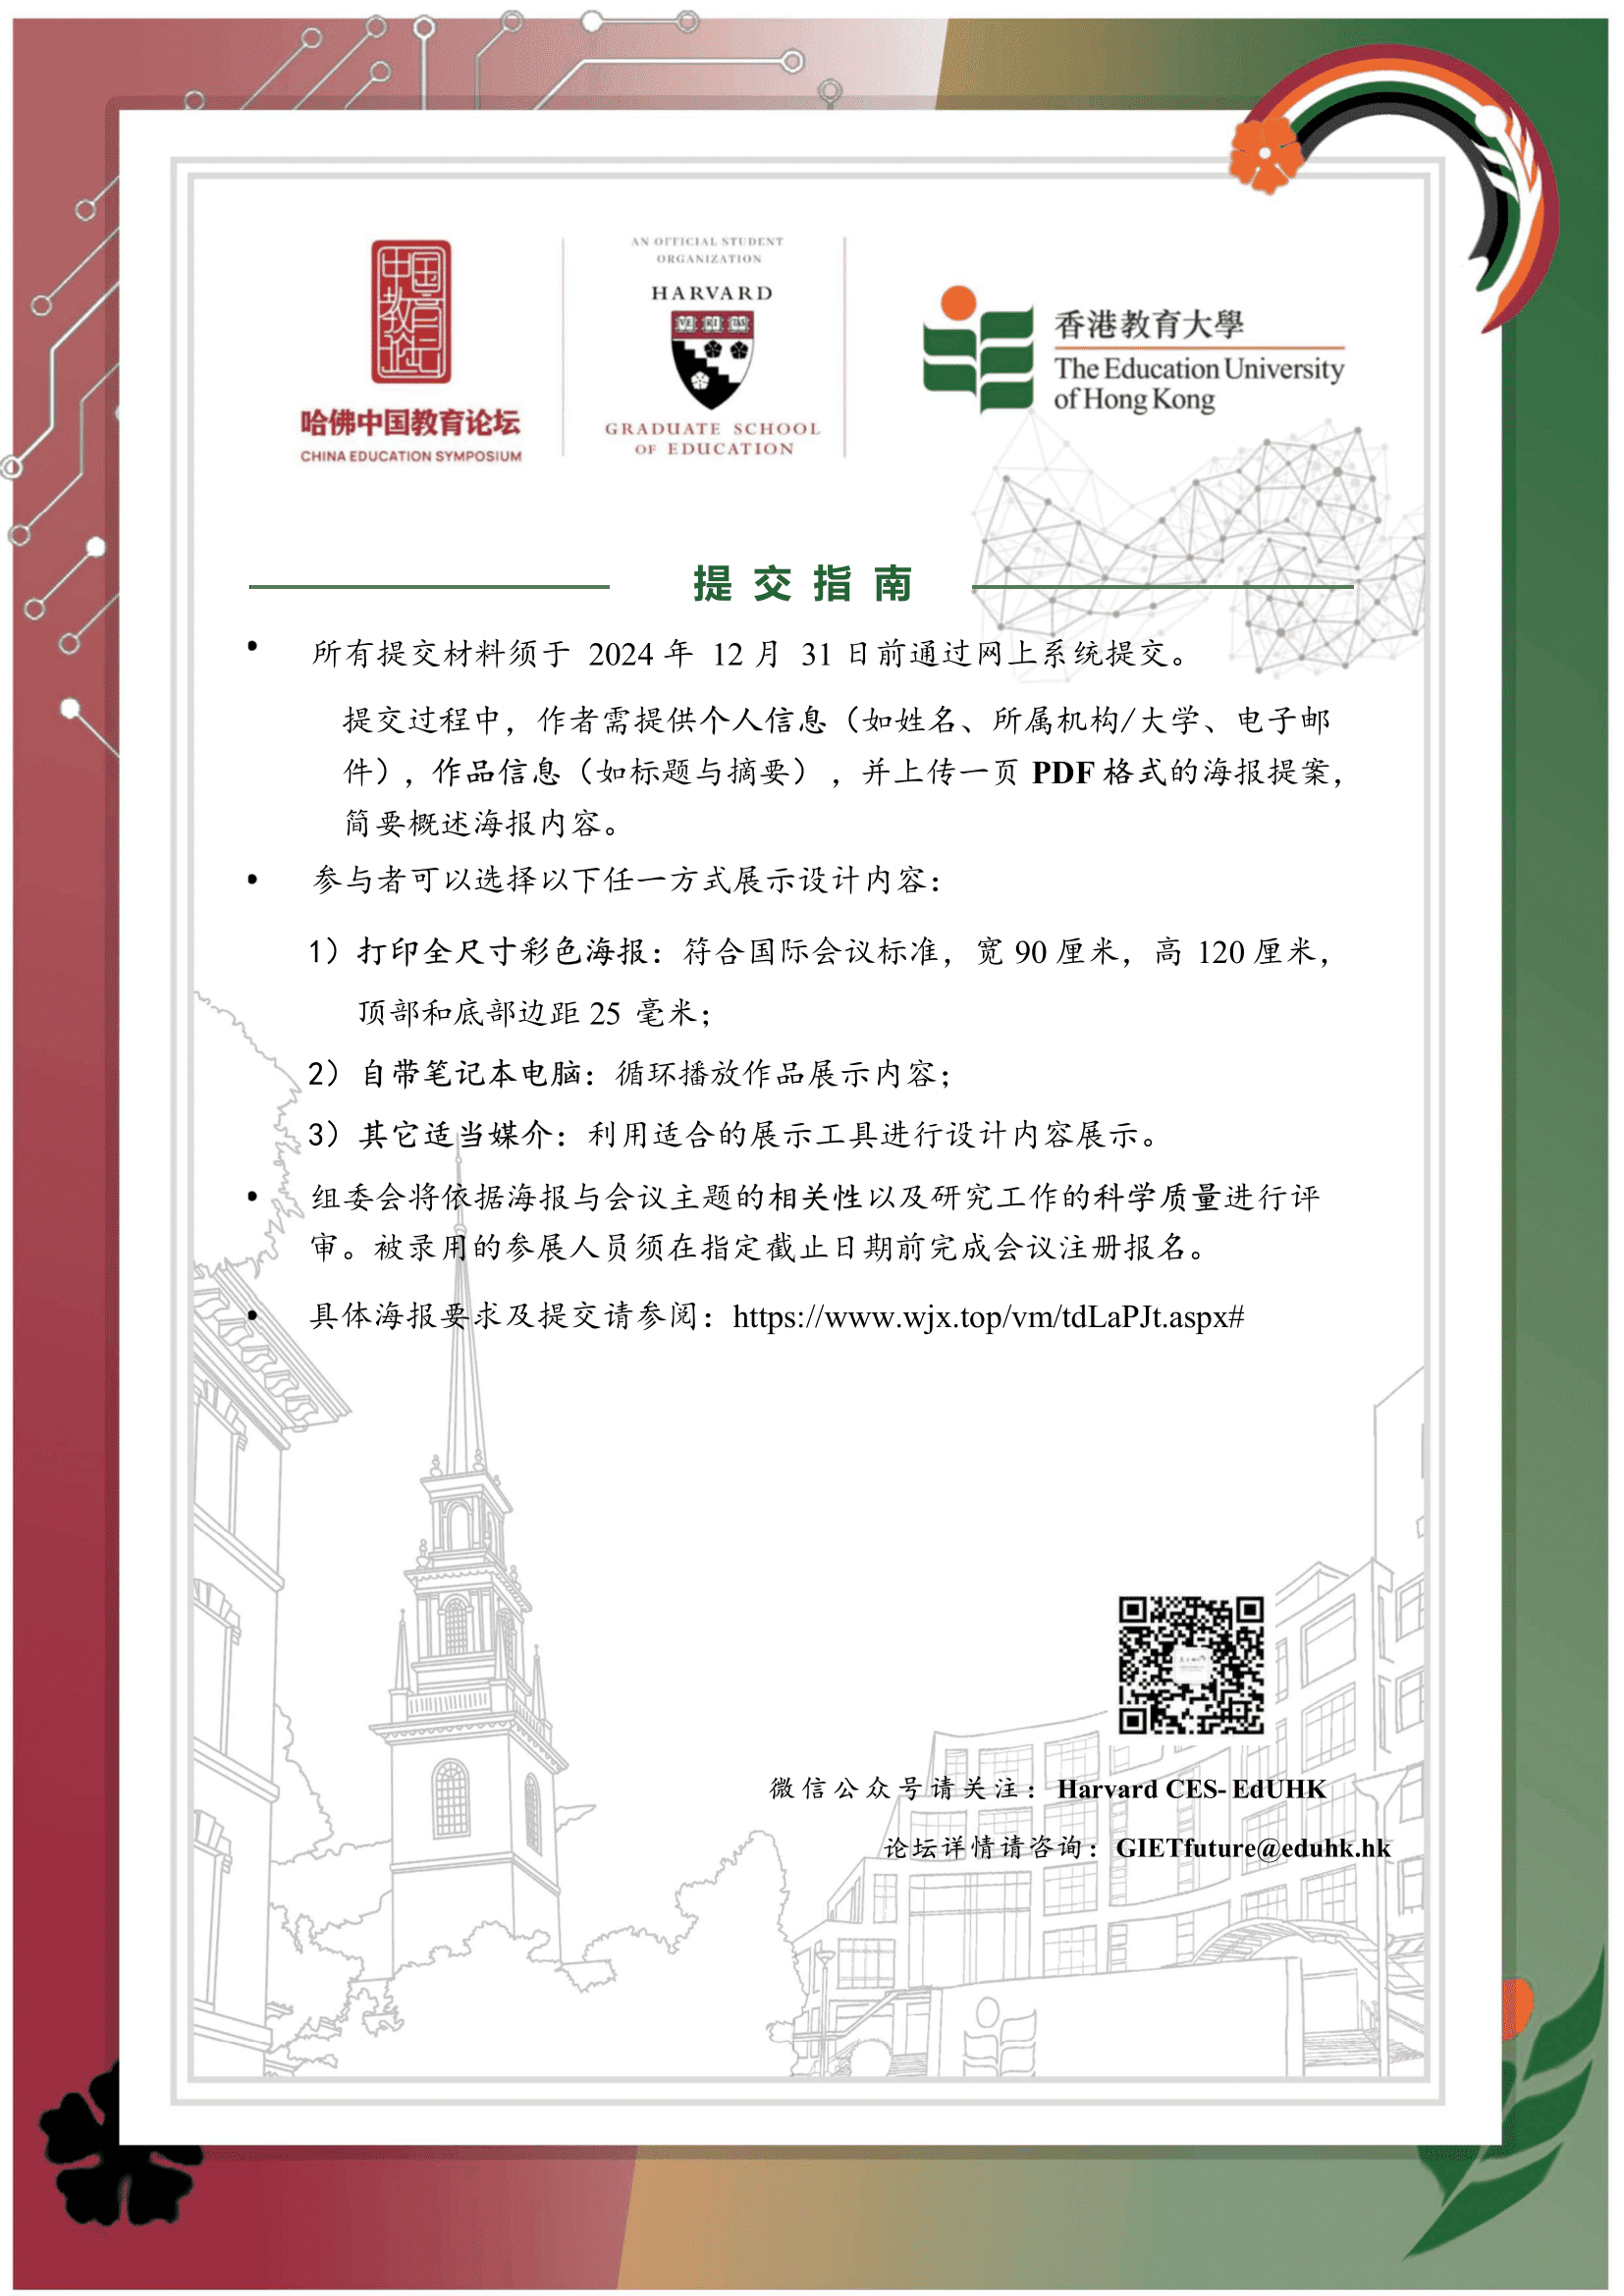 中国教育论坛
哈佛中国教育论坛
CHINA EDUCATION SYMPOSIUM
AN OFFICIAL STUDENT
ORGANIZATION
HARVARD
VE RI TAS
GRADUATE SCHOOL
OF EDUCATION
香港教育大學
The Education University
of Hong Kong
提交指南
• 所有提交材料须于 2024 年 12 月 31 日前通过网上系统提交。
提交过程中，作者需提供个人信息（如姓名、所属机构/大学、电子邮
件），作品信息（如标题与摘要），并上传一页 PDF 格式的海报提案，
简要概述海报内容。
• 参与者可以选择以下任一方式展示设计内容：
1）打印全尺寸彩色海报：符合国际会议标准，宽 90 厘米，高 120 厘米，
顶部和底部边距 25 毫米；
2）自带笔记本电脑：循环播放作品展示内容；
3）其它适当媒介：利用适合的展示工具进行设计内容展示。
• 组委会将依据海报与会议主题的相关性以及研究工作的科学质量进行评
审。被录用的参展人员须在指定截止日期前完成会议注册报名。
• 具体海报要求及提交请参阅：https://www.wjx.top/vm/tdLaPJt.aspx#
微信公众号请关注：Harvard CES- EdUHK
论坛详情请咨询：GIETfuture@eduhk.hk